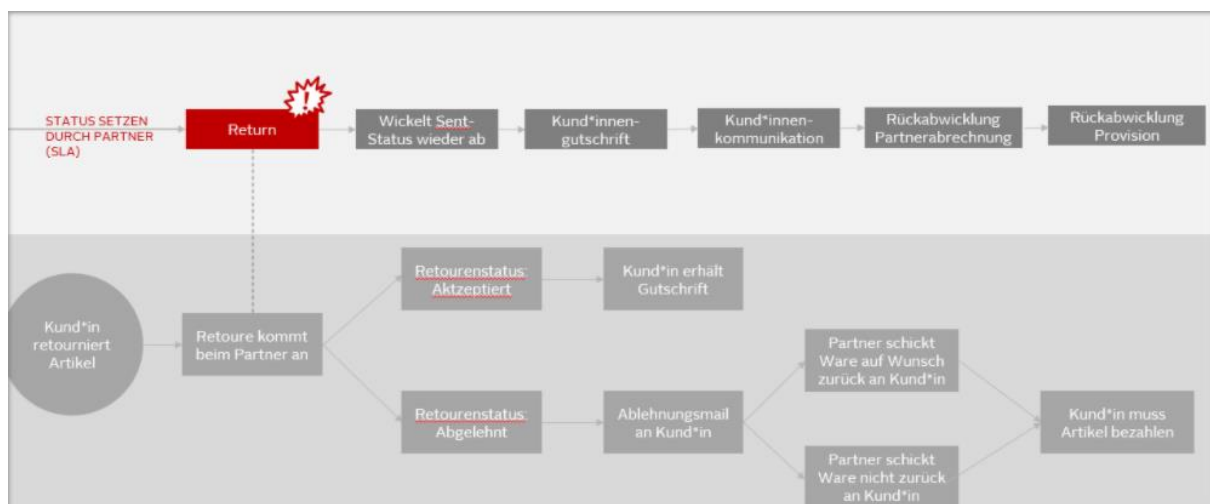 STATUS SETZEN
DURCH PARTNER
(SLA)
Return
!
Wickelt Sent-
Status wieder ab
Kund*innen-
gutschrift
Kund*innen-
kommunikation
Rückabwicklung
Partnerabrechnung
Rückabwicklung
Provision
Kund*in
retourniert
Artikel
Retoure kommt
beim Partner an
Retourenstatus:
Aktzeptiert
Kund*in erhält
Gutschrift
Retourenstatus:
Abgelehnt
Ablehnungsmail
an Kund*in
Partner schickt
Ware auf Wunsch
zurück an Kund*in
Partner schickt
Ware nicht zurück
an Kund*in
Kund*in muss
Artikel bezahlen